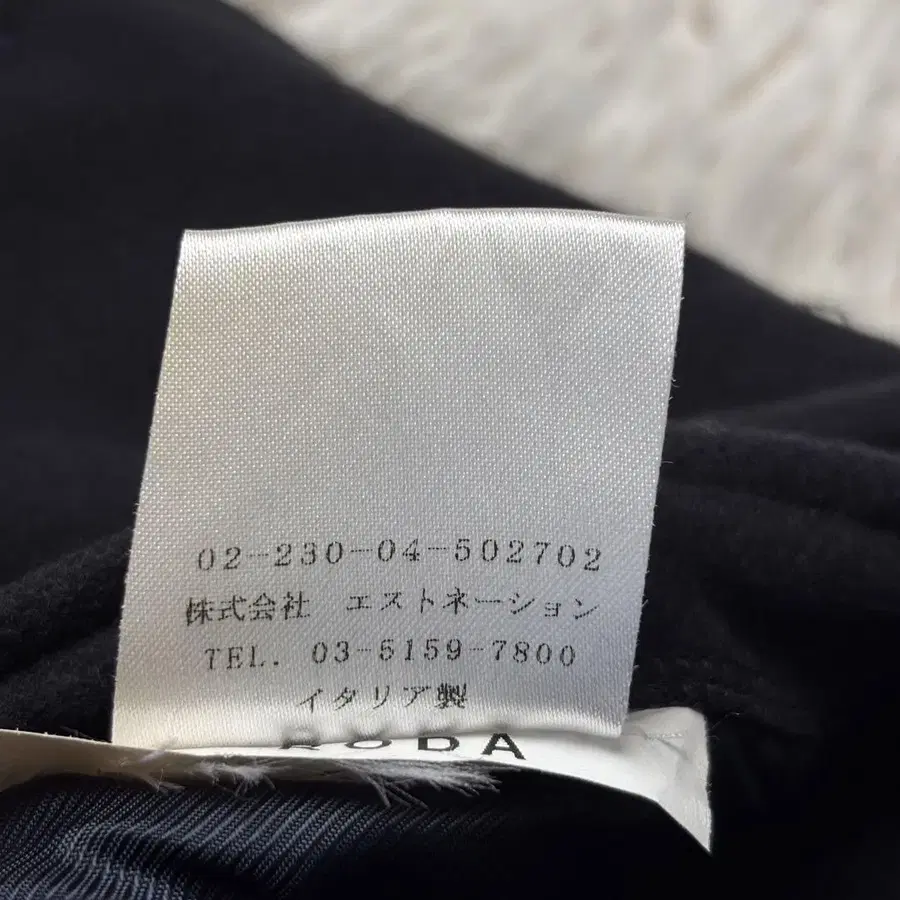 02-230-04-502702
株式会社 エストネーション
TEL. 03-5159-7800
イタリア製
RODA